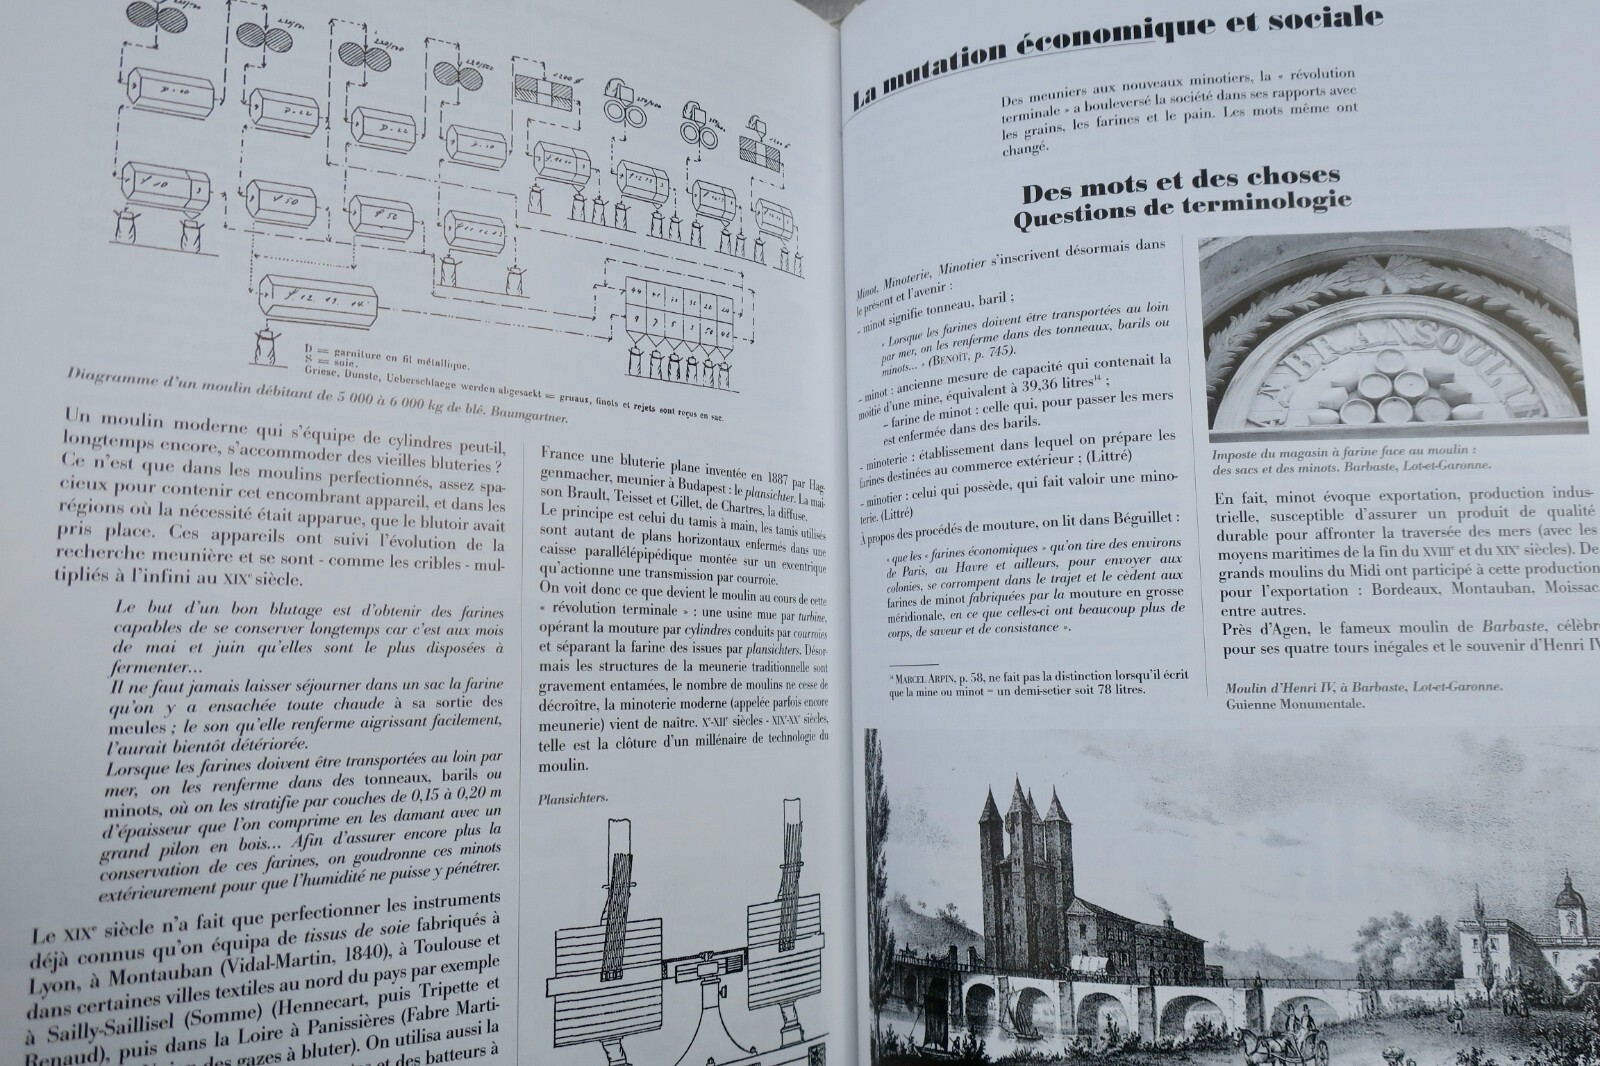 D = garniture en fil métallique.
S = soie.
Griese, Dunste, Ueberschlaege werden abgesackt = gruaux, finots et rejets sont reçus en sac.
Diagramme d'un moulin débitant de 5 000 à 6 000 kg de blé. Baumgartner.
Un moulin moderne qui s'équipe de cylindres peut-il,
longtemps encore, s'accommoder des vieilles bluteries ?
Ce n'est que dans les moulins perfectionnés, assez spa-
cieux pour contenir cet encombrant appareil, et dans les
régions où la nécessité était apparue, que le blutoir avait
pris place. Ces appareils ont suivi l'évolution de la
recherche meunière et se sont - comme les cribles - mul-
tipliés à l'infini au XIXe siècle.
Le but d'un bon blutage est d'obtenir des farines
capables de se conserver longtemps car c'est aux mois
de mai et juin qu'elles sont le plus disposées à
fermenter...
Il ne faut jamais laisser séjourner dans un sac la farine
qu'on y a ensachée toute chaude à sa sortie des
meules ; le son qu'elle renferme aigrissant facilement,
l'aurait bientôt détériorée.
Lorsque les farines doivent être transportées au loin par
mer, on les renferme dans des tonneaux, barils ou
minots, où on les stratifie par couches de 0,15 à 0,20 m
d'épaisseur que l'on comprime en les damant avec un
grand pilon en bois... Afin d'assurer encore plus la
conservation de ces farines, on goudronne ces minots
extérieurement pour que l'humidité ne puisse y pénétrer.
Le XIXe siècle n'a fait que perfectionner les instruments
déjà connus qu'on équipa de tissus de soie fabriqués à
Lyon, à Montauban (Vidal-Martin, 1840), à Toulouse et
dans certaines villes textiles au nord du pays par exemple
à Sailly-Saillisel (Somme) (Hennecart, puis Tripette et
Renaud), puis dans la Loire à Panissières (Fabre Marti-
des gazes à bluter). On utilisa aussi la
et des batteurs à
France une bluterie plane inventée en 1887 par Hag-
genmacher, meunier à Budapest : le plansichter. La mai-
son Brault, Teisset et Gillet, de Chartres, la diffuse.
Le principe est celui du tamis à main, les tamis utilisés
sont autant de plans horizontaux enfermés dans une
caisse parallélépipédique montée sur un excentrique
qu'actionne une transmission par courroie.
On voit donc ce que devient le moulin au cours de cette
« révolution terminale » : une usine mue par turbine,
opérant la mouture par cylindres conduits par courroies
et séparant la farine des issues par plansichters. Désor-
mais les structures de la meunerie traditionnelle sont
gravement entamées, le nombre de moulins ne cesse de
décroître, la minoterie moderne (appelée parfois encore
meunerie) vient de naître. Xe-XIIe siècles - XIXe-XXe siècles,
telle est la clôture d'un millénaire de technologie du
moulin.
Plansichters.
La mutation économique et sociale
Des meuniers aux nouveaux minotiers, la « révolution
terminale » a bouleversé la société dans ses rapports avec
les grains, les farines et le pain. Les mots même ont
changé.
Des mots et des choses
Questions de terminologie
Minot, Minoterie, Minotier s'inscrivent désormais dans
le présent et l'avenir :
- minot signifie tonneau, baril ;
« Lorsque les farines doivent être transportées au loin
par mer, on les renferme dans des tonneaux, barils ou
minots... » (BENOÎT, p. 745).
- minot : ancienne mesure de capacité qui contenait la
moitié d'une mine, équivalent à 39,36 litres14 ;
- farine de minot : celle qui, pour passer les mers
est enfermée dans des barils.
- minoterie : établissement dans lequel on prépare les
farines destinées au commerce extérieur ; (Littré)
- minotier : celui qui possède, qui fait valoir une mino-
terie. (Littré)
À propos des procédés de mouture, on lit dans Béguillet :
« que les « farines économiques » qu'on tire des environs
de Paris, au Havre et ailleurs, pour envoyer aux
colonies, se corrompent dans le trajet et le cèdent aux
farines de minot fabriquées par la mouture en grosse
méridionale, en ce que celles-ci ont beaucoup plus de
corps, de saveur et de consistance ».
14 MARCEL ARPIN, p. 58, ne fait pas la distinction lorsqu'il écrit
que la mine ou minot = un demi-setier soit 78 litres.
BRANSOULIE
Imposte du magasin à farine face au moulin :
des sacs et des minots. Barbaste, Lot-et-Garonne.
En fait, minot évoque exportation, production indus-
trielle, susceptible d'assurer un produit de qualité
durable pour affronter la traversée des mers (avec les
moyens maritimes de la fin du XVIIIe et du XIXe siècles). De
grands moulins du Midi ont participé à cette production
pour l'exportation : Bordeaux, Montauban, Moissac,
entre autres.
Près d'Agen, le fameux moulin de Barbaste, célèbr
pour ses quatre tours inégales et le souvenir d'Henri IV
Moulin d'Henri IV, à Barbaste, Lot-et-Garonne.
Guienne Monumentale.